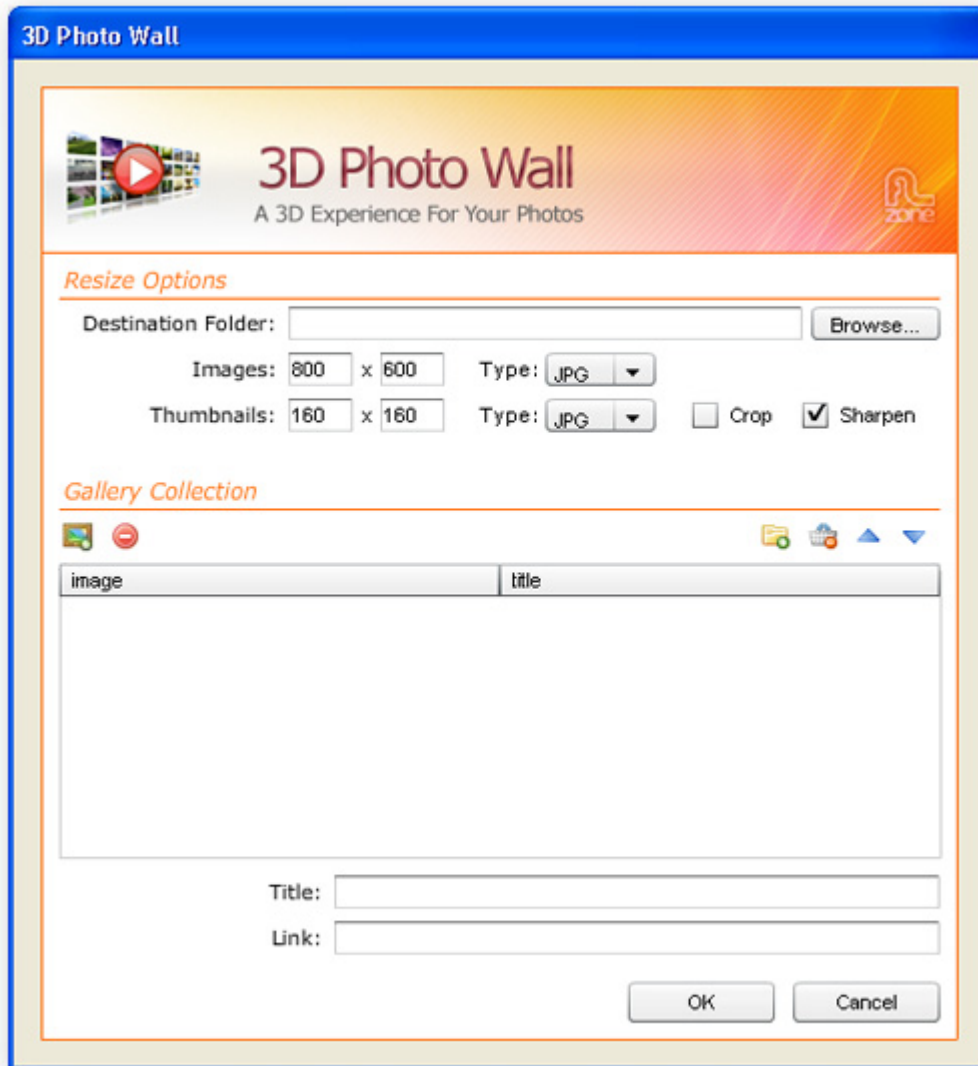 3D Photo Wall
3D Photo Wall
A 3D Experience For Your Photos
FL
zone
Resize Options
Destination Folder: Browse...
Images: 800 x 600 Type: JPG
Thumbnails: 160 x 160 Type: JPG Crop Sharpen
Gallery Collection
image title
Title:
Link:
OK Cancel